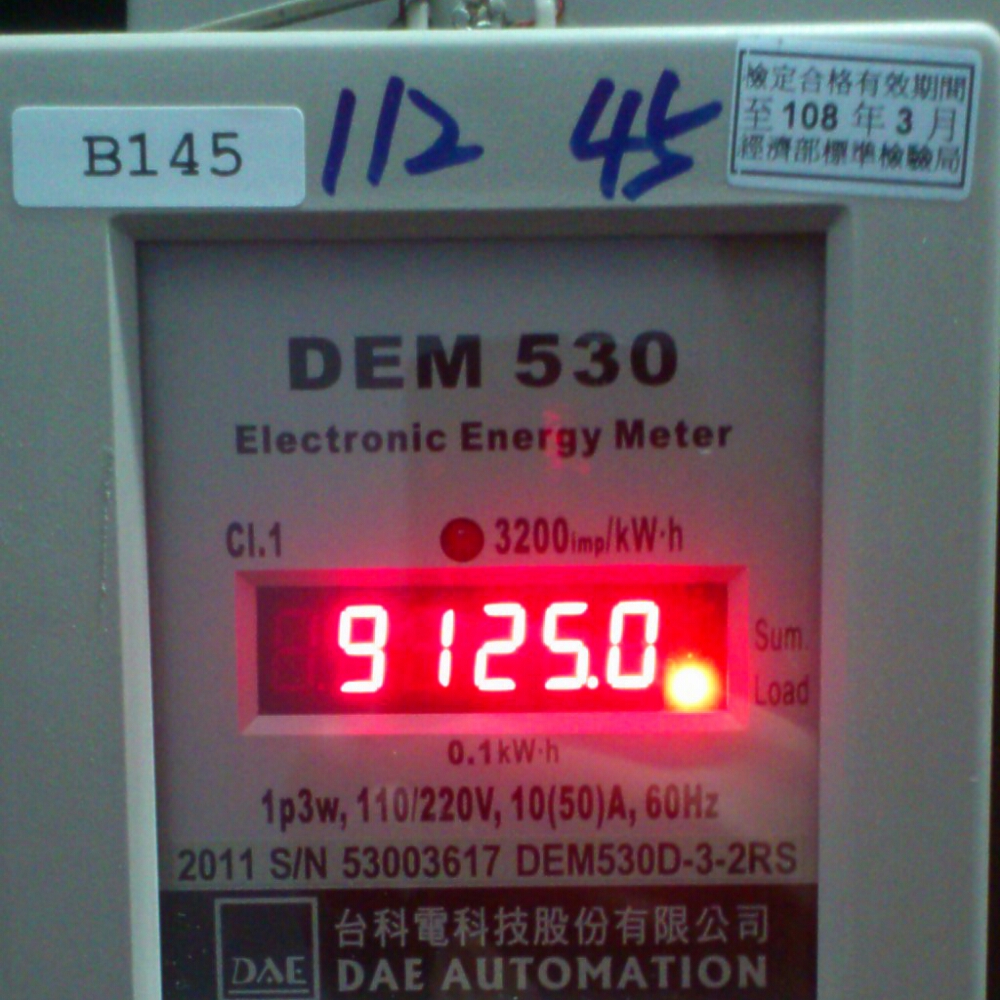 B145
112 45
檢定合格有效期間
至 108 年 3 月
經濟部標準檢驗局
DEM 530
Electronic Energy Meter
Cl.1
3200imp/kW·h
9125.0
Sum.
Load
0.1kW·h
1p3w, 110/220V, 10(50)A, 60Hz
2011 S/N 53003617 DEM530D-3-2RS
DAE
台科電科技股份有限公司
DAE AUTOMATION